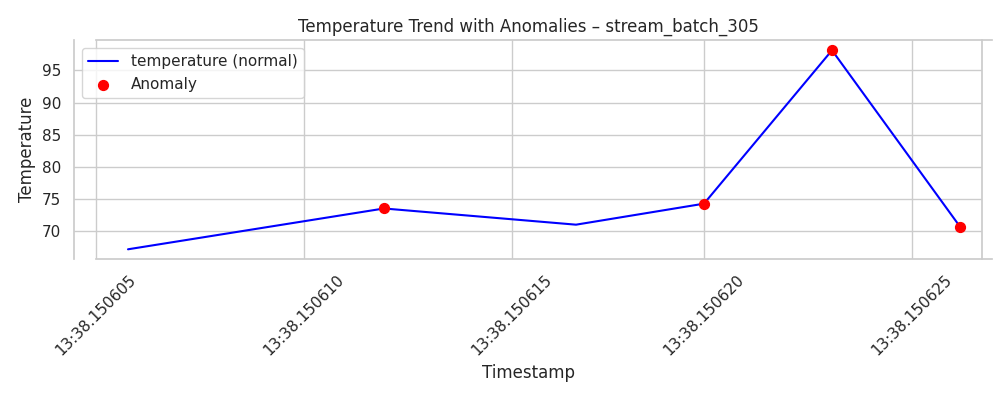 Temperature Trend with Anomalies – stream_batch_305
temperature (normal)
Anomaly
Temperature
95
90
85
80
75
70
13:38.150605
13:38.150610
13:38.150615
13:38.150620
13:38.150625
Timestamp